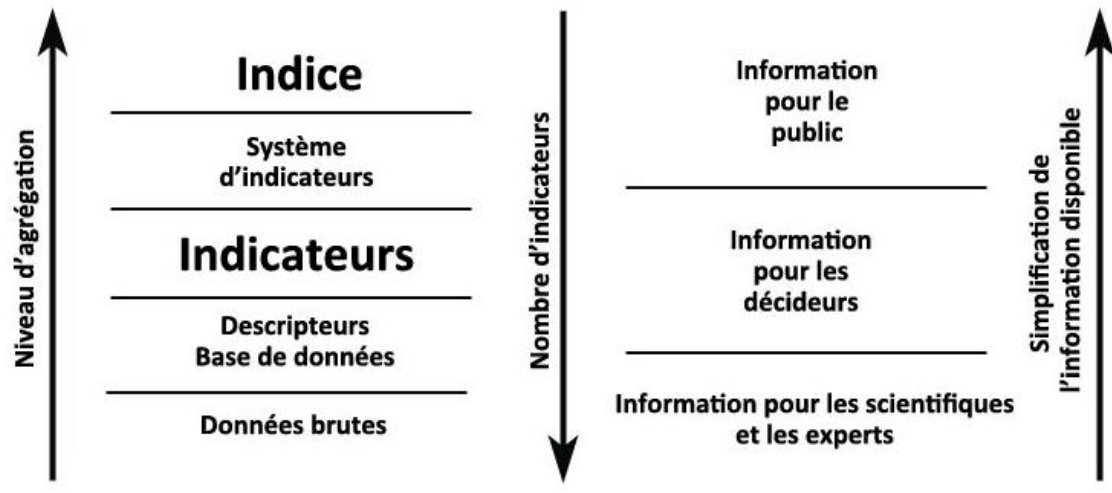 Niveau d'agrégation
Indice
Système
d'indicateurs
Indicateurs
Descripteurs
Base de données
Données brutes
Nombre d'indicateurs
Information
pour le
public
Information
pour les
décideurs
Information pour les scientifiques
et les experts
Simplification de
l'information disponible